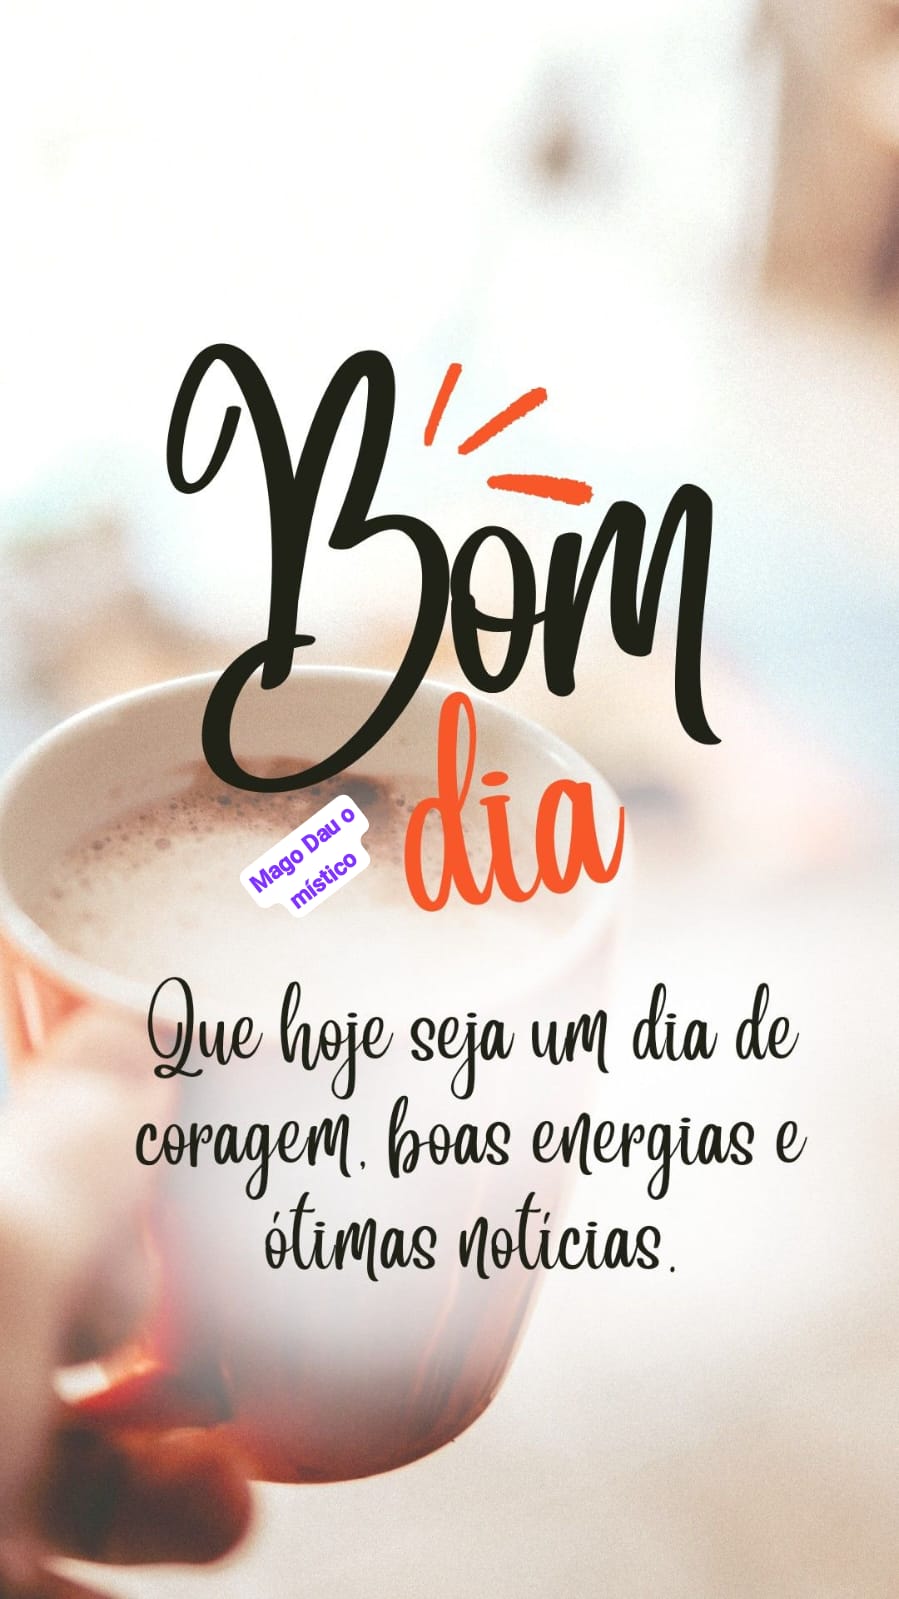 Bom
dia
Mago Dau o
místico
Que hoje seja um dia de
coragem, boas energias e
ótimas notícias.